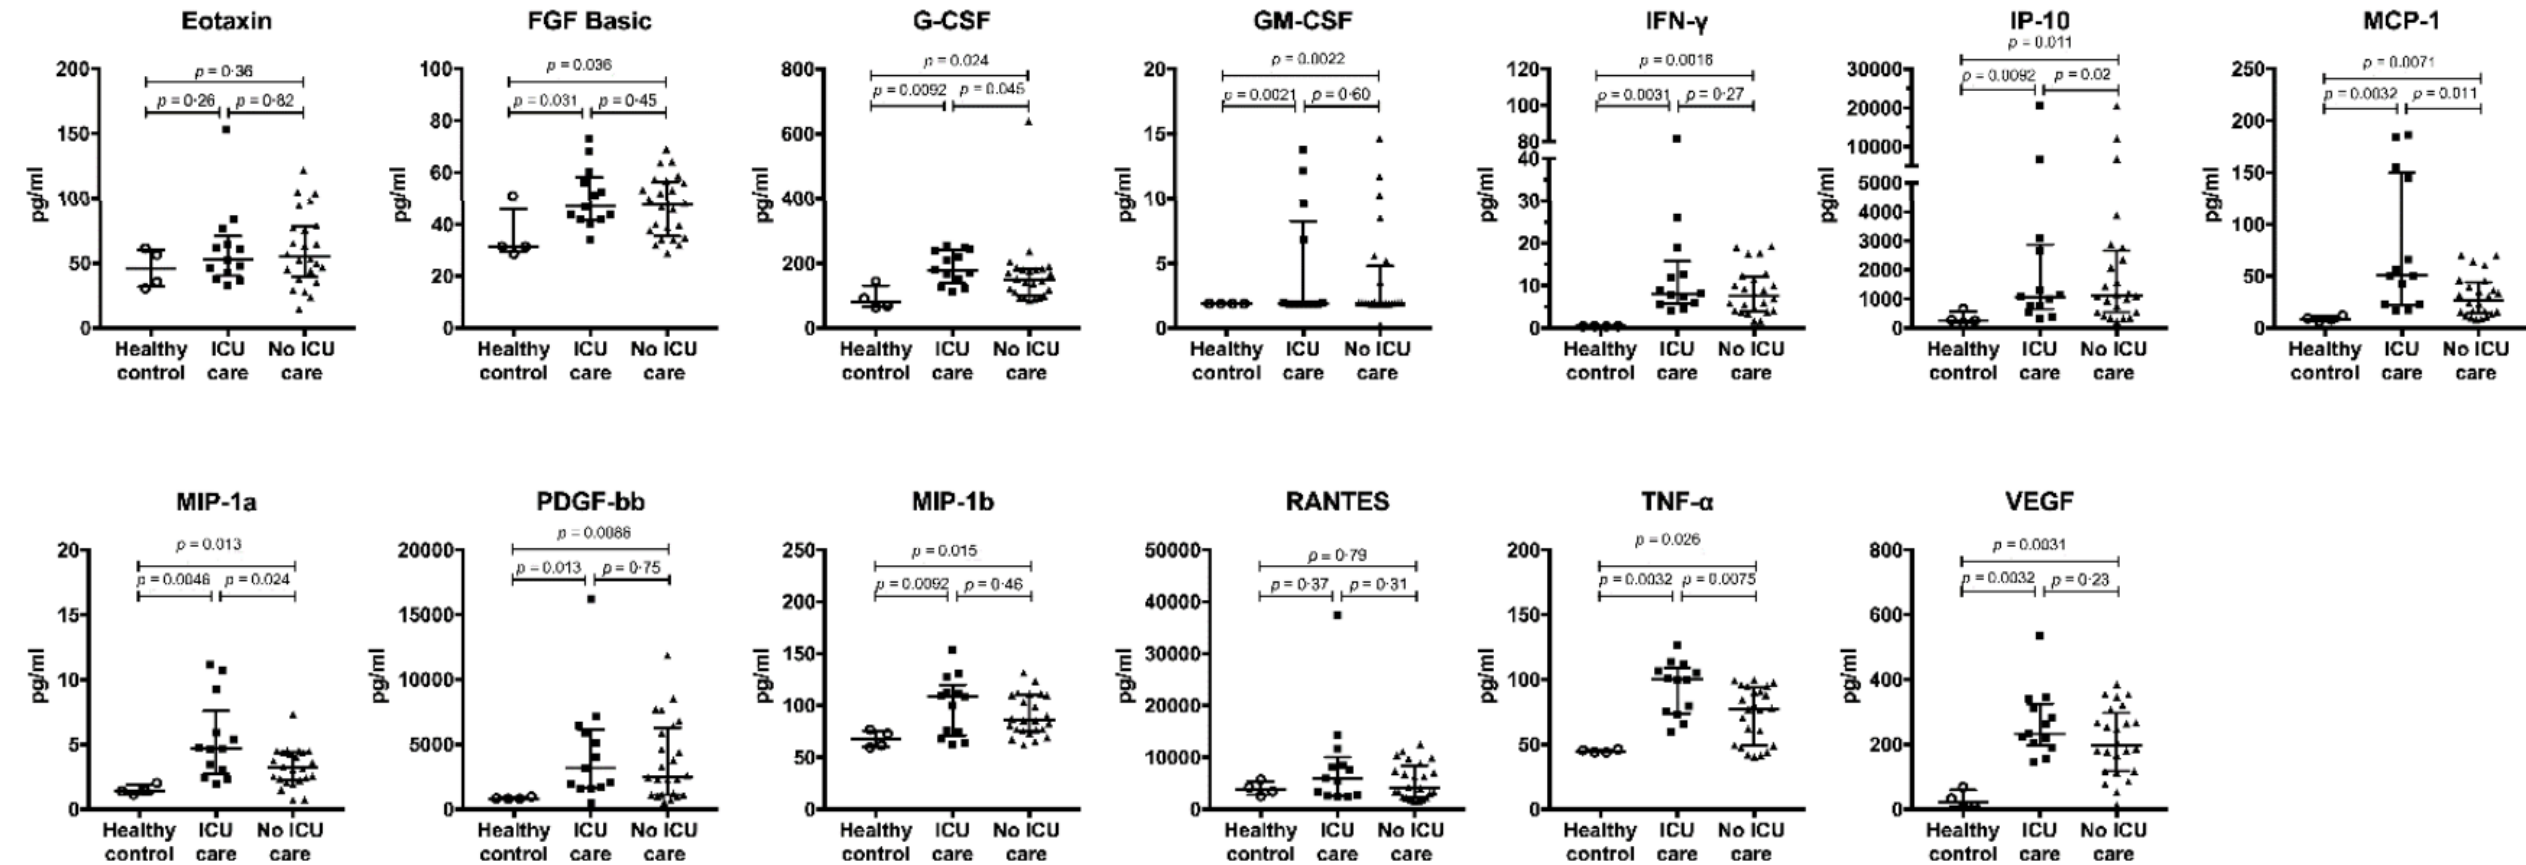 Eotaxin
p = 0·36
p = 0·26 p = 0·82
200
150
100
50
0
pg/ml
Healthy control
ICU care
No ICU care
FGF Basic
p = 0.036
p = 0.031 p = 0·45
100
80
60
40
20
0
pg/ml
Healthy control
ICU care
No ICU care
G-CSF
p = 0.024
p = 0.0092 p = 0.045
800
600
400
200
0
pg/ml
Healthy control
ICU care
No ICU care
GM-CSF
p = 0.0022
p = 0.0021 p = 0·60
20
15
10
5
0
pg/ml
Healthy control
ICU care
No ICU care
IFN-γ
p = 0.0018
p = 0.0031 p = 0·27
120
100
80
40
30
20
10
0
pg/ml
Healthy control
ICU care
No ICU care
IP-10
p = 0.011
p = 0.0092 p = 0.02
30000
20000
10000
5000
4000
3000
2000
1000
0
pg/ml
Healthy control
ICU care
No ICU care
MCP-1
p = 0.0071
p = 0.0032 p = 0.011
250
200
150
100
50
0
pg/ml
Healthy control
ICU care
No ICU care
MIP-1a
p = 0.013
p = 0.0046 p = 0.024
20
15
10
5
0
pg/ml
Healthy control
ICU care
No ICU care
PDGF-bb
p = 0.0086
p = 0.013 p = 0·75
20000
15000
10000
5000
0
pg/ml
Healthy control
ICU care
No ICU care
MIP-1b
p = 0.015
p = 0.0092 p = 0·46
250
200
150
100
50
0
pg/ml
Healthy control
ICU care
No ICU care
RANTES
p = 0·79
p = 0·37 p = 0·31
50000
40000
30000
20000
10000
0
pg/ml
Healthy control
ICU care
No ICU care
TNF-α
p = 0.026
p = 0.0032 p = 0.0075
200
150
100
50
0
pg/ml
Healthy control
ICU care
No ICU care
VEGF
p = 0.0031
p = 0.0032 p = 0·23
800
600
400
200
0
pg/ml
Healthy control
ICU care
No ICU care